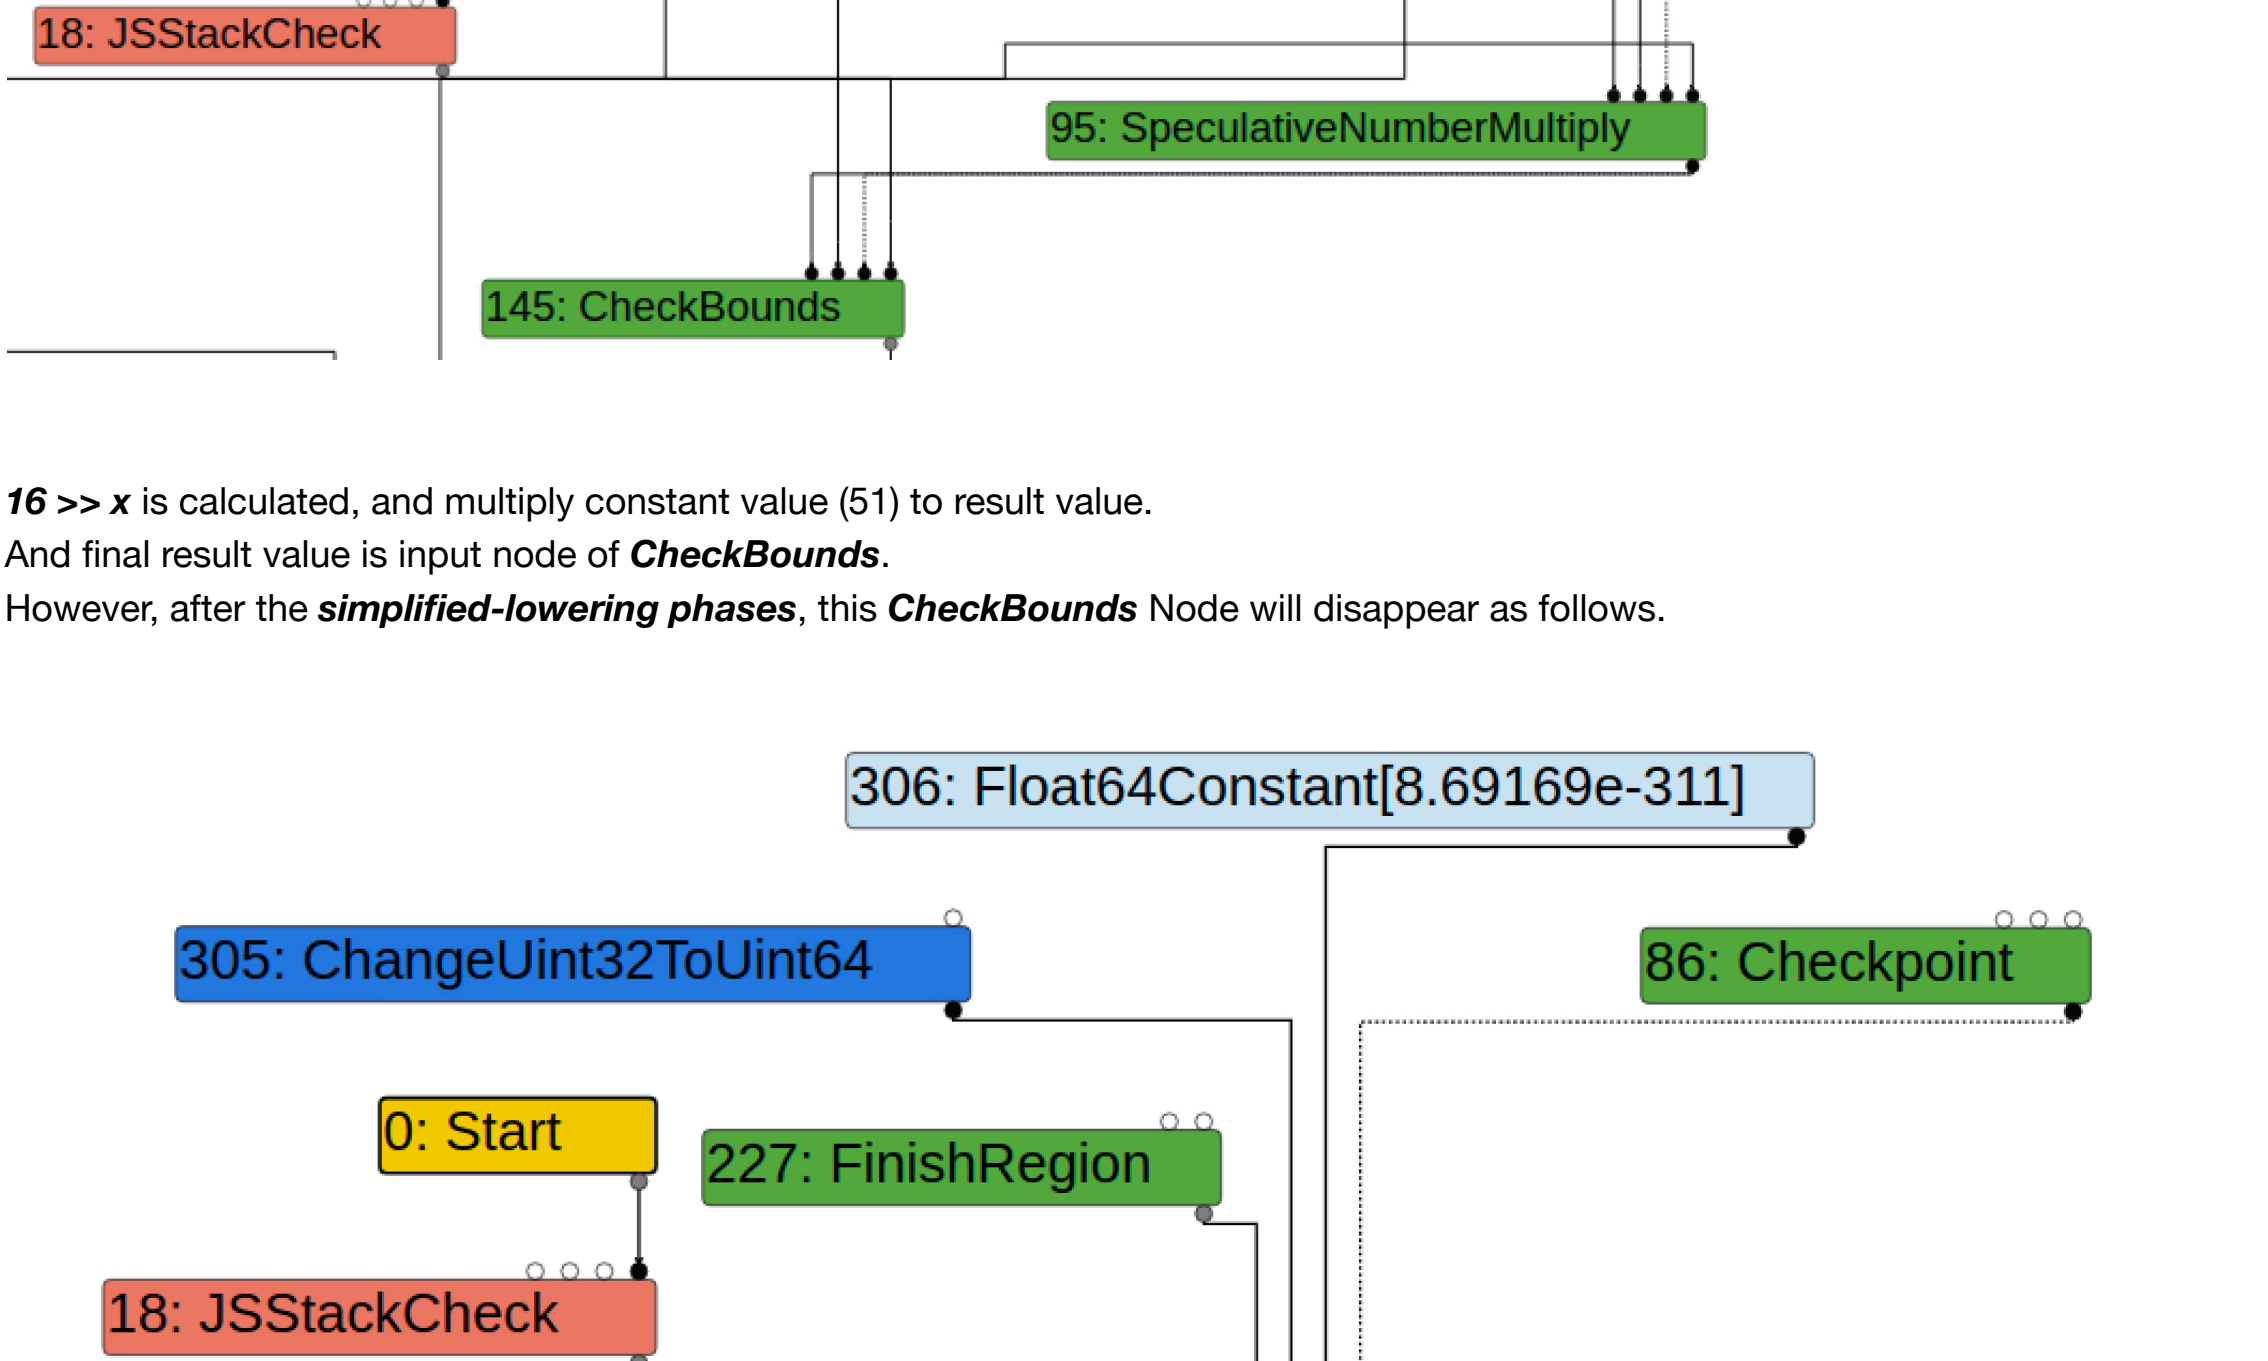 18: JSStackCheck
95: SpeculativeNumberMultiply
145: CheckBounds
16 >> x is calculated, and multiply constant value (51) to result value.
And final result value is input node of CheckBounds.
However, after the simplified-lowering phases, this CheckBounds Node will disappear as follows.
306: Float64Constant[8.69169e-311]
305: ChangeUint32ToUint64
86: Checkpoint
0: Start
227: FinishRegion
18: JSStackCheck